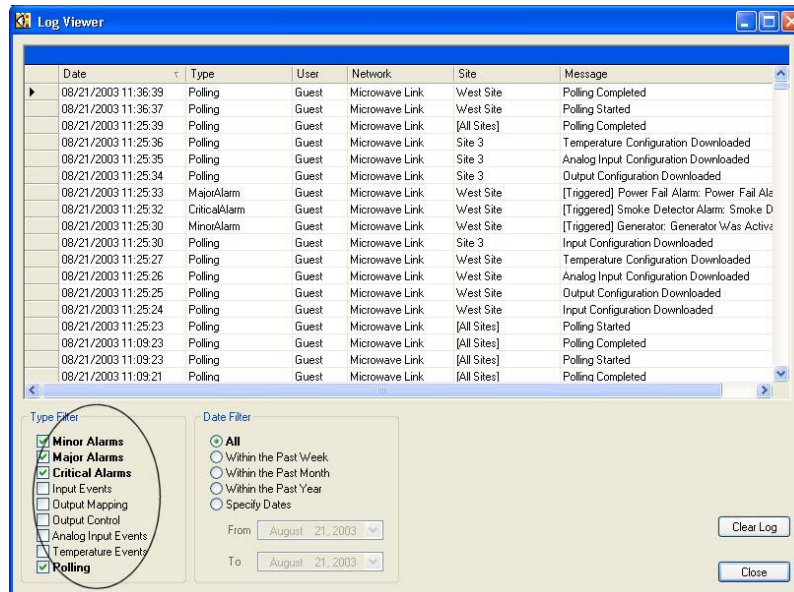 Log Viewer
Date Type User Network Site Message
08/21/2003 11:36:39 Polling Guest Microwave Link West Site Polling Completed
08/21/2003 11:36:37 Polling Guest Microwave Link West Site Polling Started
08/21/2003 11:25:39 Polling Guest Microwave Link [All Sites] Polling Completed
08/21/2003 11:25:36 Polling Guest Microwave Link Site 3 Temperature Configuration Downloaded
08/21/2003 11:25:35 Polling Guest Microwave Link Site 3 Analog Input Configuration Downloaded
08/21/2003 11:25:34 Polling Guest Microwave Link Site 3 Output Configuration Downloaded
08/21/2003 11:25:33 MajorAlarm Guest Microwave Link West Site [Triggered] Power Fail Alarm: Power Fail Ala
08/21/2003 11:25:32 CriticalAlarm Guest Microwave Link West Site [Triggered] Smoke Detector Alarm: Smoke D
08/21/2003 11:25:30 MinorAlarm Guest Microwave Link West Site [Triggered] Generator: Generator Was Activa
08/21/2003 11:25:30 Polling Guest Microwave Link Site 3 Input Configuration Downloaded
08/21/2003 11:25:27 Polling Guest Microwave Link West Site Temperature Configuration Downloaded
08/21/2003 11:25:26 Polling Guest Microwave Link West Site Analog Input Configuration Downloaded
08/21/2003 11:25:25 Polling Guest Microwave Link West Site Output Configuration Downloaded
08/21/2003 11:25:24 Polling Guest Microwave Link West Site Input Configuration Downloaded
08/21/2003 11:25:23 Polling Guest Microwave Link [All Sites] Polling Started
08/21/2003 11:09:23 Polling Guest Microwave Link [All Sites] Polling Completed
08/21/2003 11:09:23 Polling Guest Microwave Link [All Sites] Polling Started
08/21/2003 11:09:21 Polling Guest Microwave Link [All Sites] Polling Completed
Type Filter
Minor Alarms
Major Alarms
Critical Alarms
Input Events
Output Mapping
Output Control
Analog Input Events
Temperature Events
Polling
Date Filter
All
Within the Past Week
Within the Past Month
Within the Past Year
Specify Dates
From August 21, 2003
To August 21, 2003
Clear Log
Close